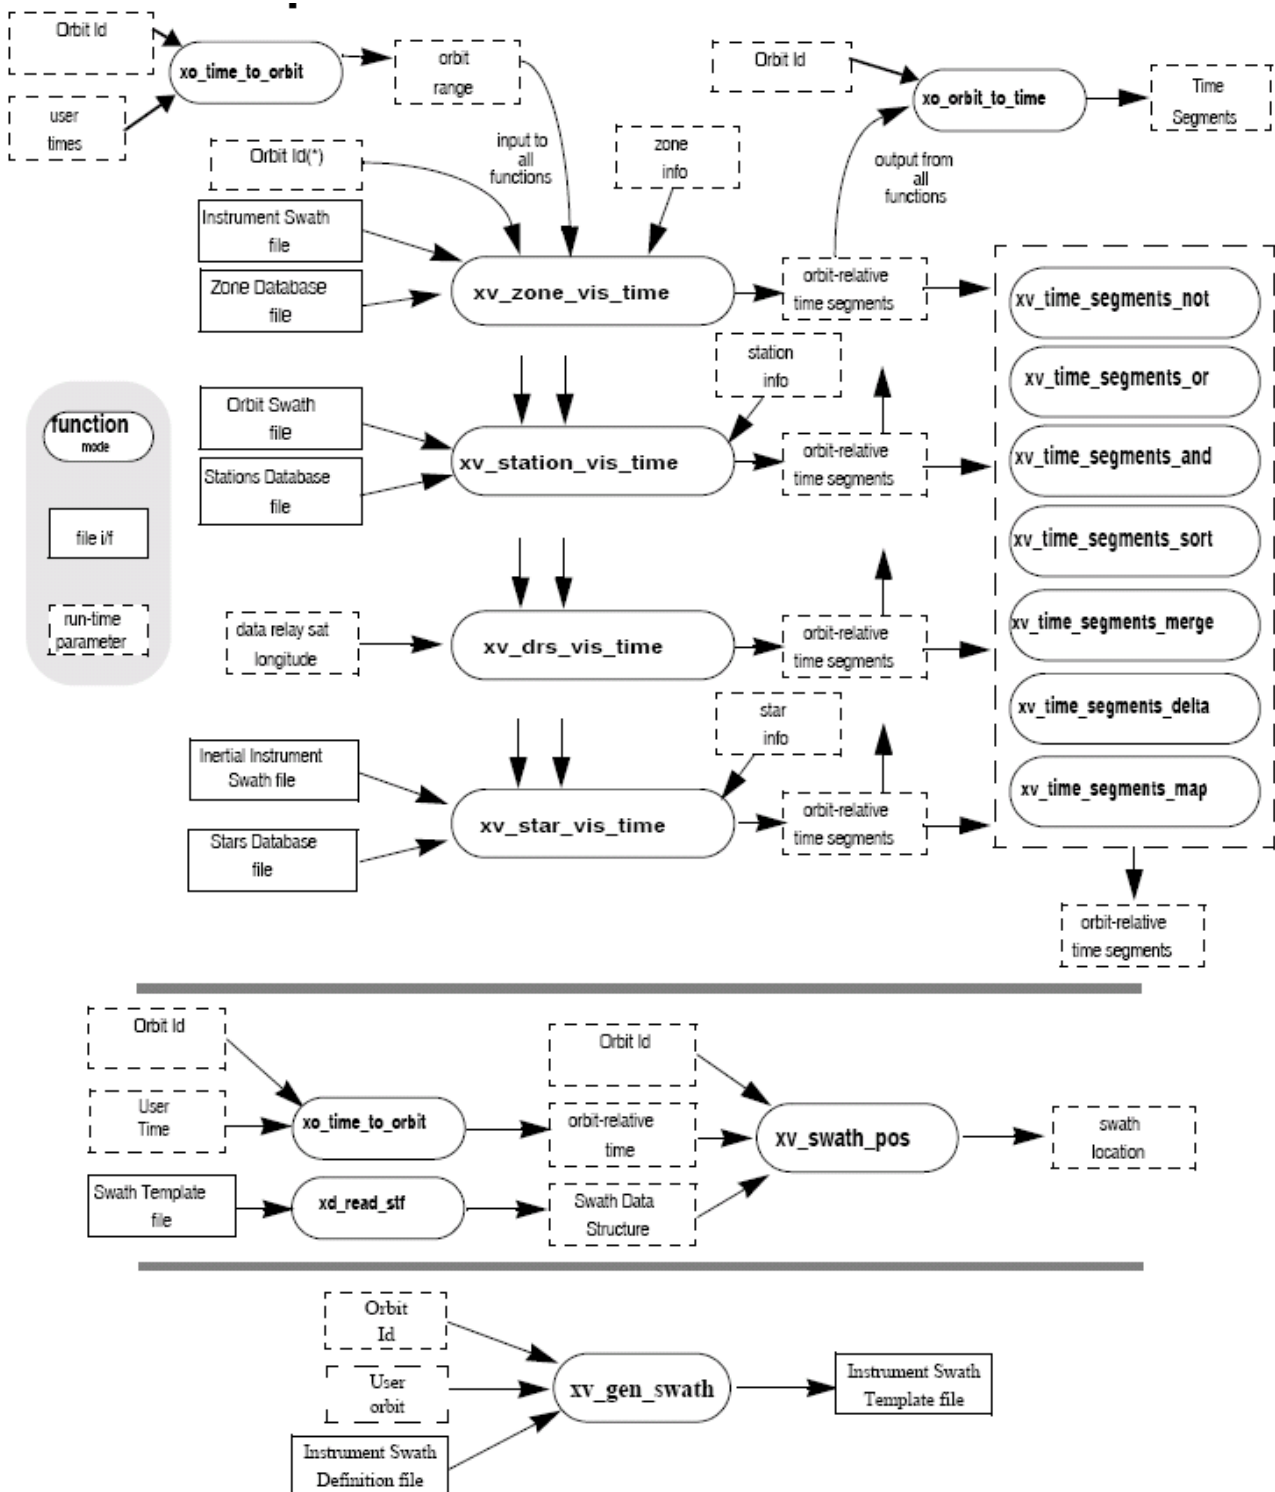 Orbit Id
xo_time_to_orbit
user
times
orbit
range
Orbit Id
xo_orbit_to_time
Time
Segments
Orbit Id(*)
input to
all
functions
zone
info
output from
all
functions
Instrument Swath
file
Zone Database
file
xv_zone_vis_time
orbit-relative
time segments
station
info
Orbit Swath
file
Stations Database
file
xv_station_vis_time
orbit-relative
time segments
function
mode
file i/f
run-time
parameter
data relay sat
longitude
xv_drs_vis_time
orbit-relative
time segments
star
info
Inertial Instrument
Swath file
Stars Database
file
xv_star_vis_time
orbit-relative
time segments
xv_time_segments_not
xv_time_segments_or
xv_time_segments_and
xv_time_segments_sort
xv_time_segments_merge
xv_time_segments_delta
xv_time_segments_map
orbit-relative
time segments
Orbit Id
User
Time
xo_time_to_orbit
Swath Template
file
xd_read_stf
Orbit Id
orbit-relative
time
Swath Data
Structure
xv_swath_pos
swath
location
Orbit
Id
User
orbit
Instrument Swath
Definition file
xv_gen_swath
Instrument Swath
Template file